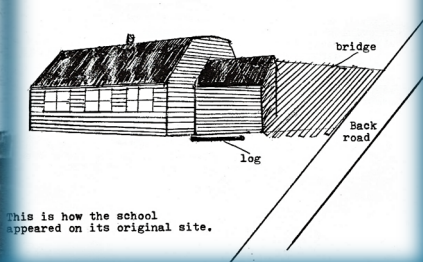 bridge
Back
road
log
This is how the school
appeared on its original site.